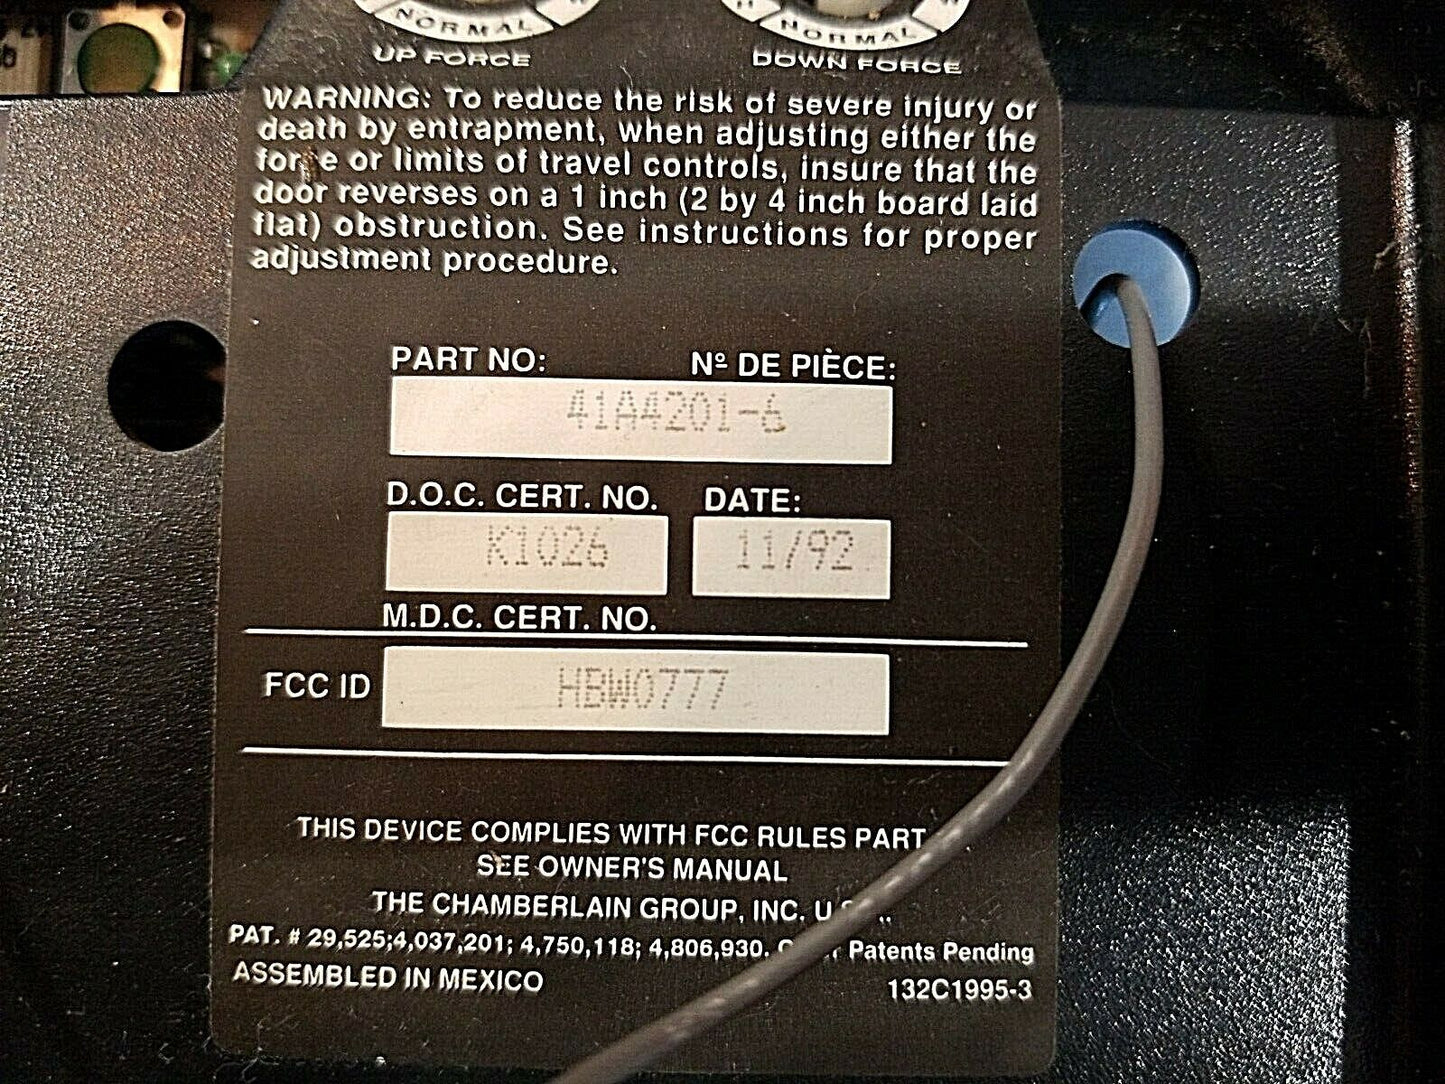 NORMAL NORMAL
UP FORCE DOWN FORCE
WARNING: To reduce the risk of severe injury or
death by entrapment, when adjusting either the
force or limits of travel controls, insure that the
door reverses on a 1 inch (2 by 4 inch board laid
flat) obstruction. See instructions for proper
adjustment procedure.
PART NO: Nº DE PIÈCE:
41A4201-6
D.O.C. CERT. NO. DATE:
K1026 11/92
M.D.C. CERT. NO.
FCC ID HBW0777
THIS DEVICE COMPLIES WITH FCC RULES PART
SEE OWNER'S MANUAL
THE CHAMBERLAIN GROUP, INC.
PAT. # 29,525;4,037,201; 4,750,118; 4,806,930. Patents Pending
ASSEMBLED IN MEXICO 132C1995-3